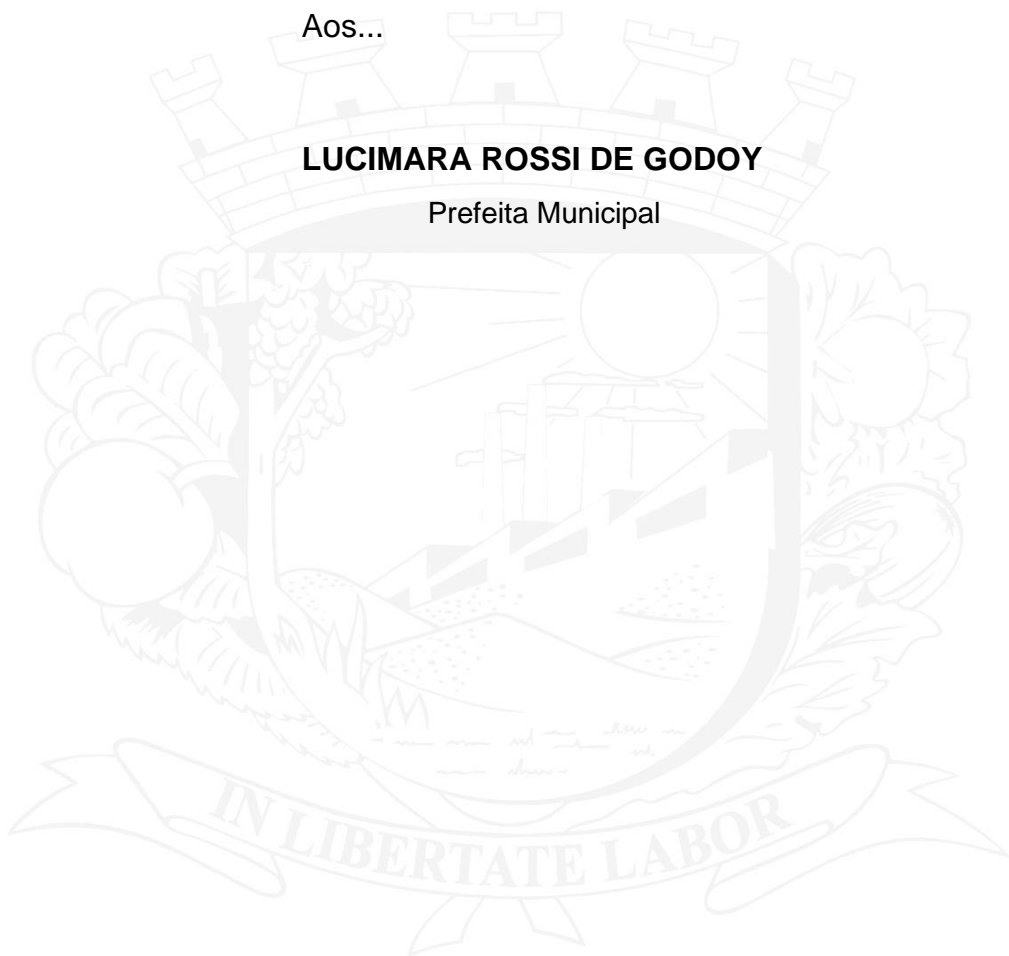 Aos...
LUCIMARA ROSSI DE GODOY
Prefeita Municipal
IN LIBERTATE LABOR